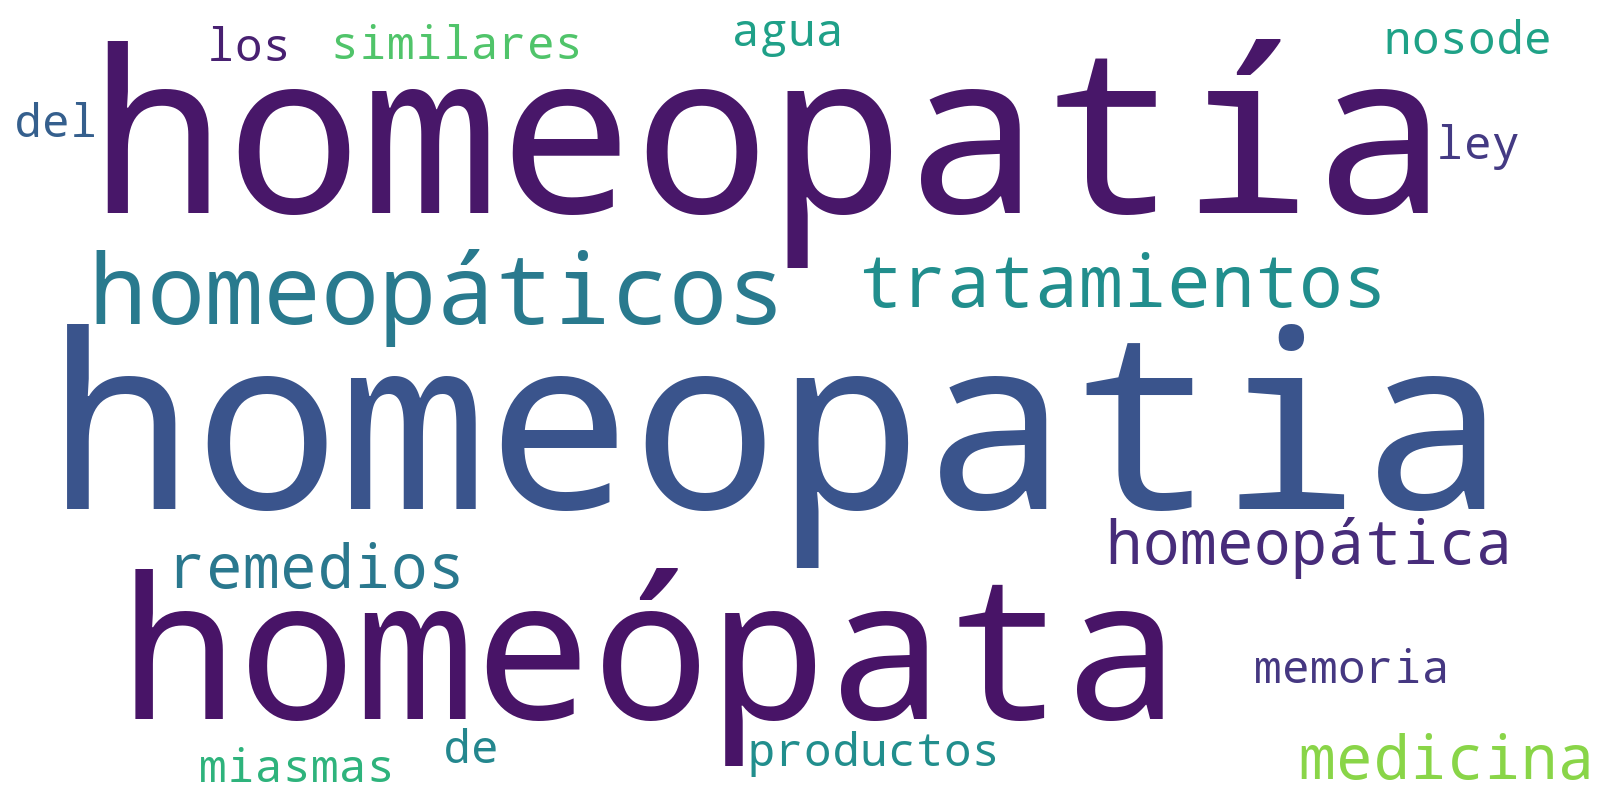 los similares agua nosode
homeopatía
del ley
homeopáticos tratamientos
homeopatia
remedios homeopática
homeópata
memoria
miasmas de productos medicina